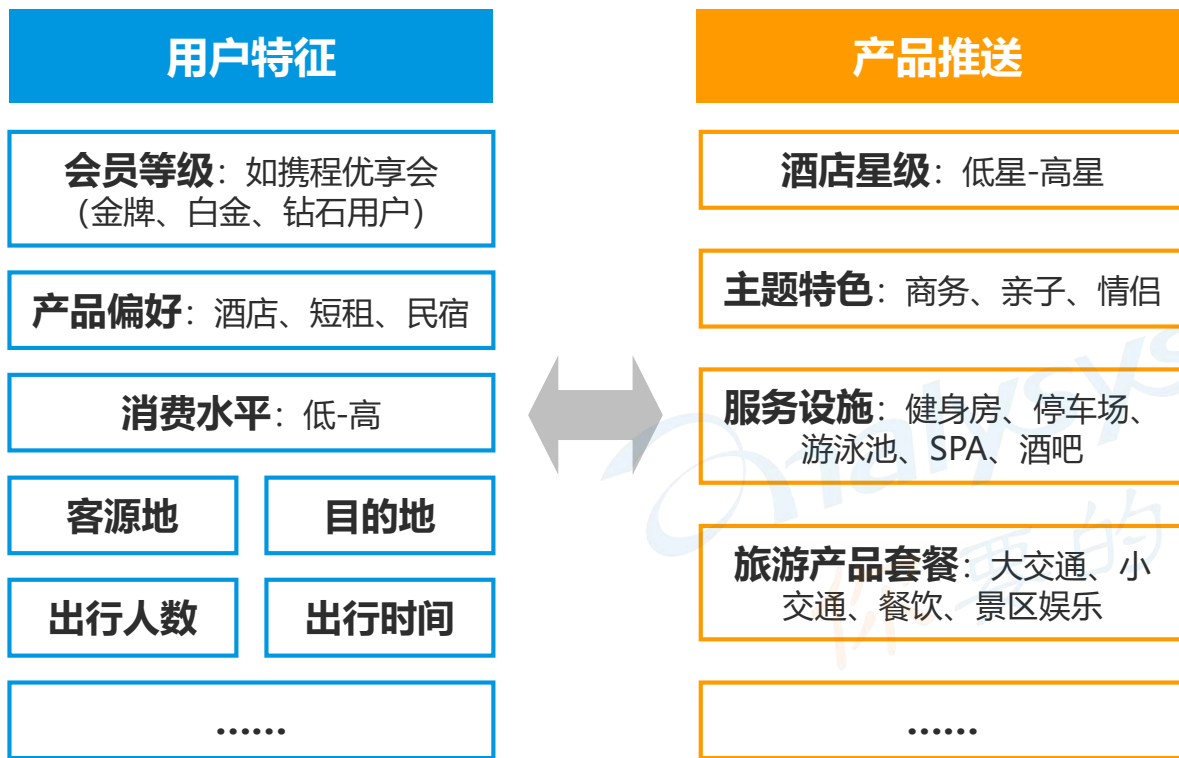 用户特征
会员等级：如携程优享会
（金牌、白金、钻石用户）
产品偏好：酒店、短租、民宿
消费水平：低-高
客源地
目的地
出行人数
出行时间
……
产品推送
酒店星级：低星-高星
主题特色：商务、亲子、情侣
服务设施：健身房、停车场、
游泳池、SPA、酒吧
旅游产品套餐：大交通、小
交通、餐饮、景区娱乐
……
nalysys
你要的